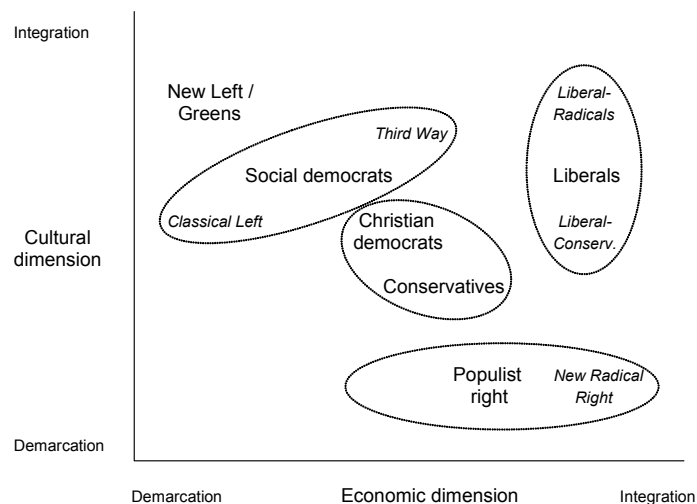 Integration
New Left /
Greens
Liberal-
Radicals
Third Way
Social democrats
Liberals
Classical Left
Christian
democrats
Liberal-
Conserv.
Cultural
dimension
Conservatives
Populist
right
New Radical
Right
Demarcation
Demarcation
Economic dimension
Integration